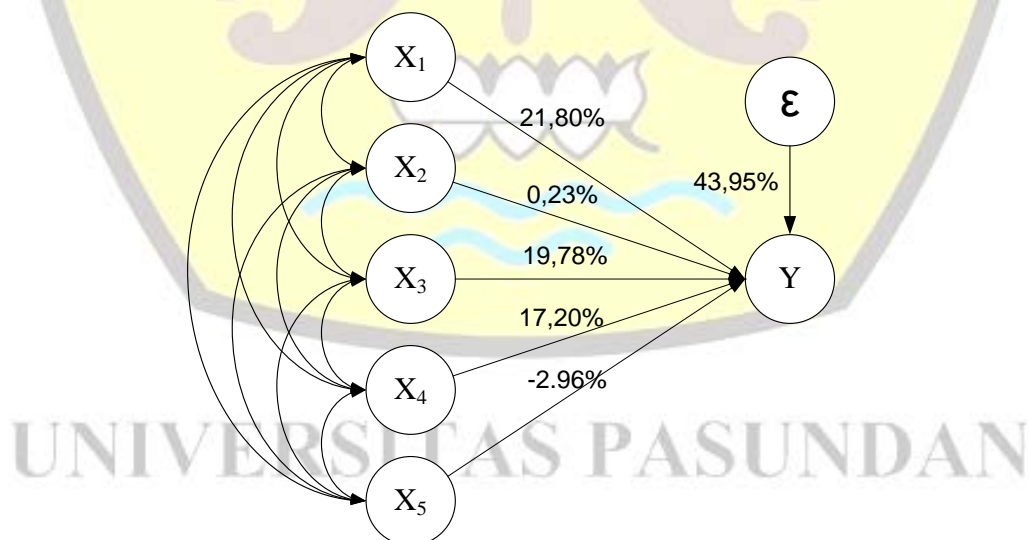 X₁
ε
21,80%
X₂
43,95%
0,23%
19,78%
X₃
Y
17,20%
X₄
-2.96%
UNIVERSITAS PASUNDAN
X₅